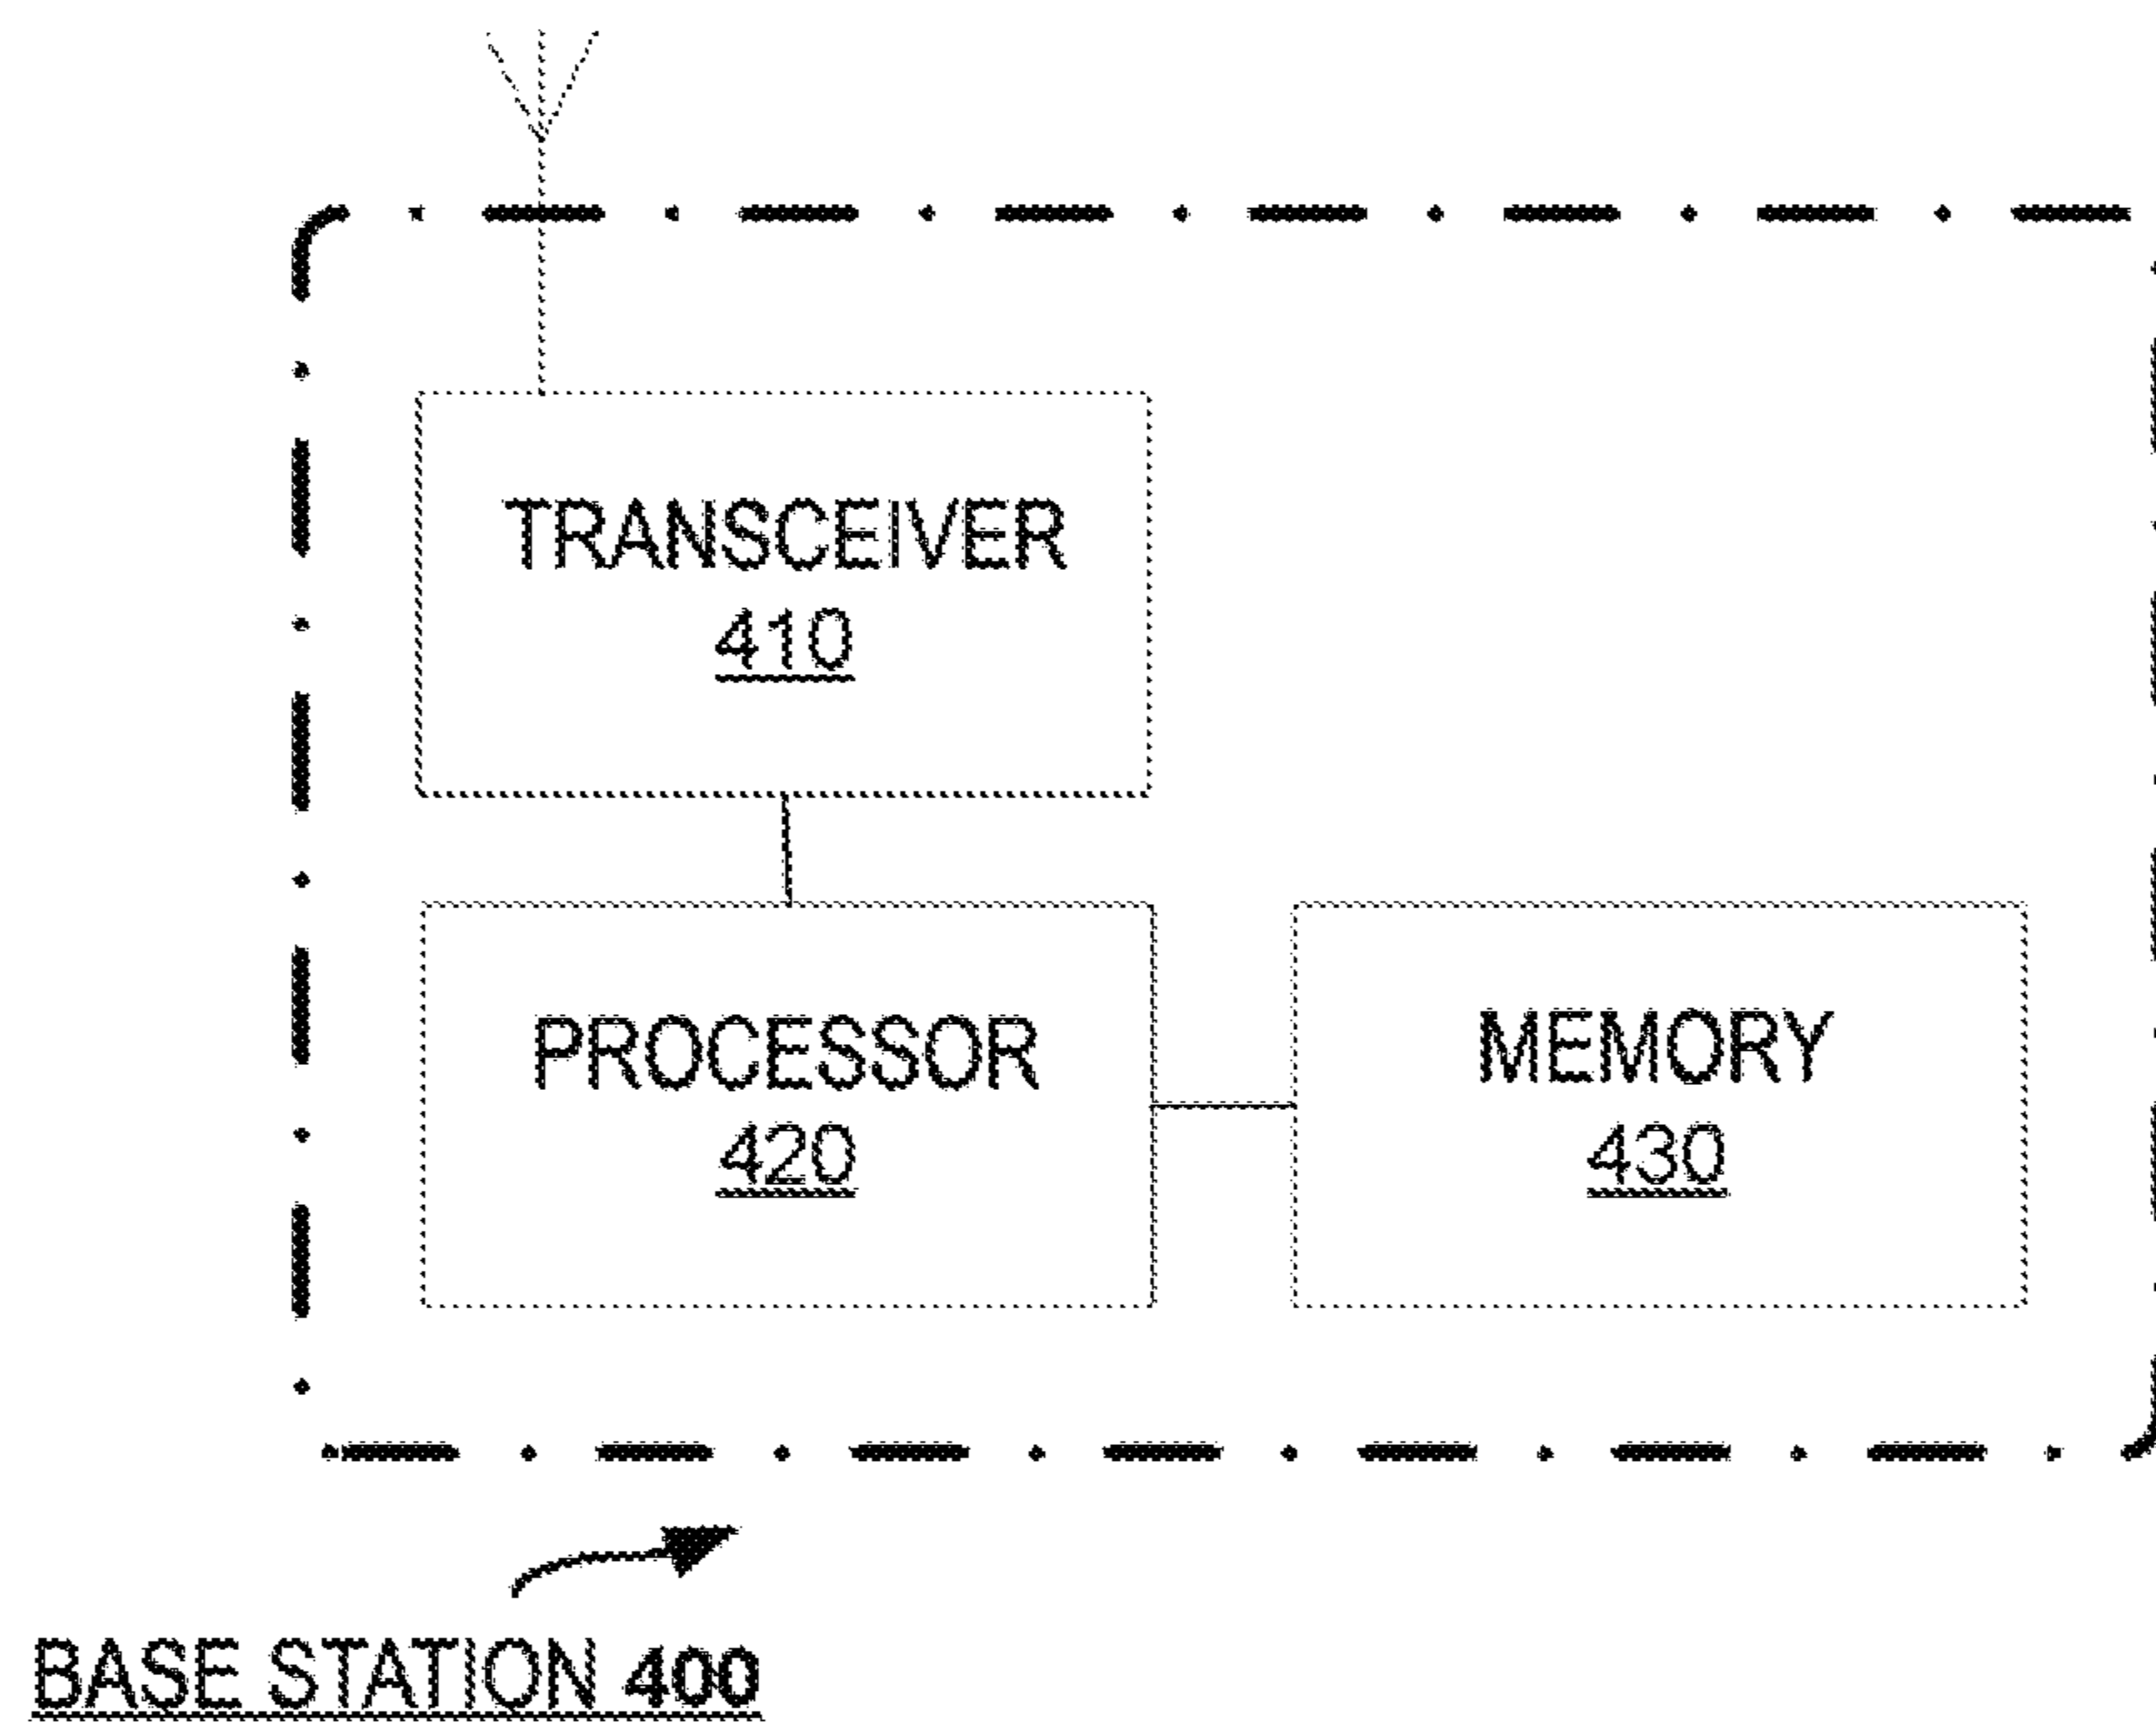 TRANSCEIVER
410
PROCESSOR
420
MEMORY
430
BASE STATION 400